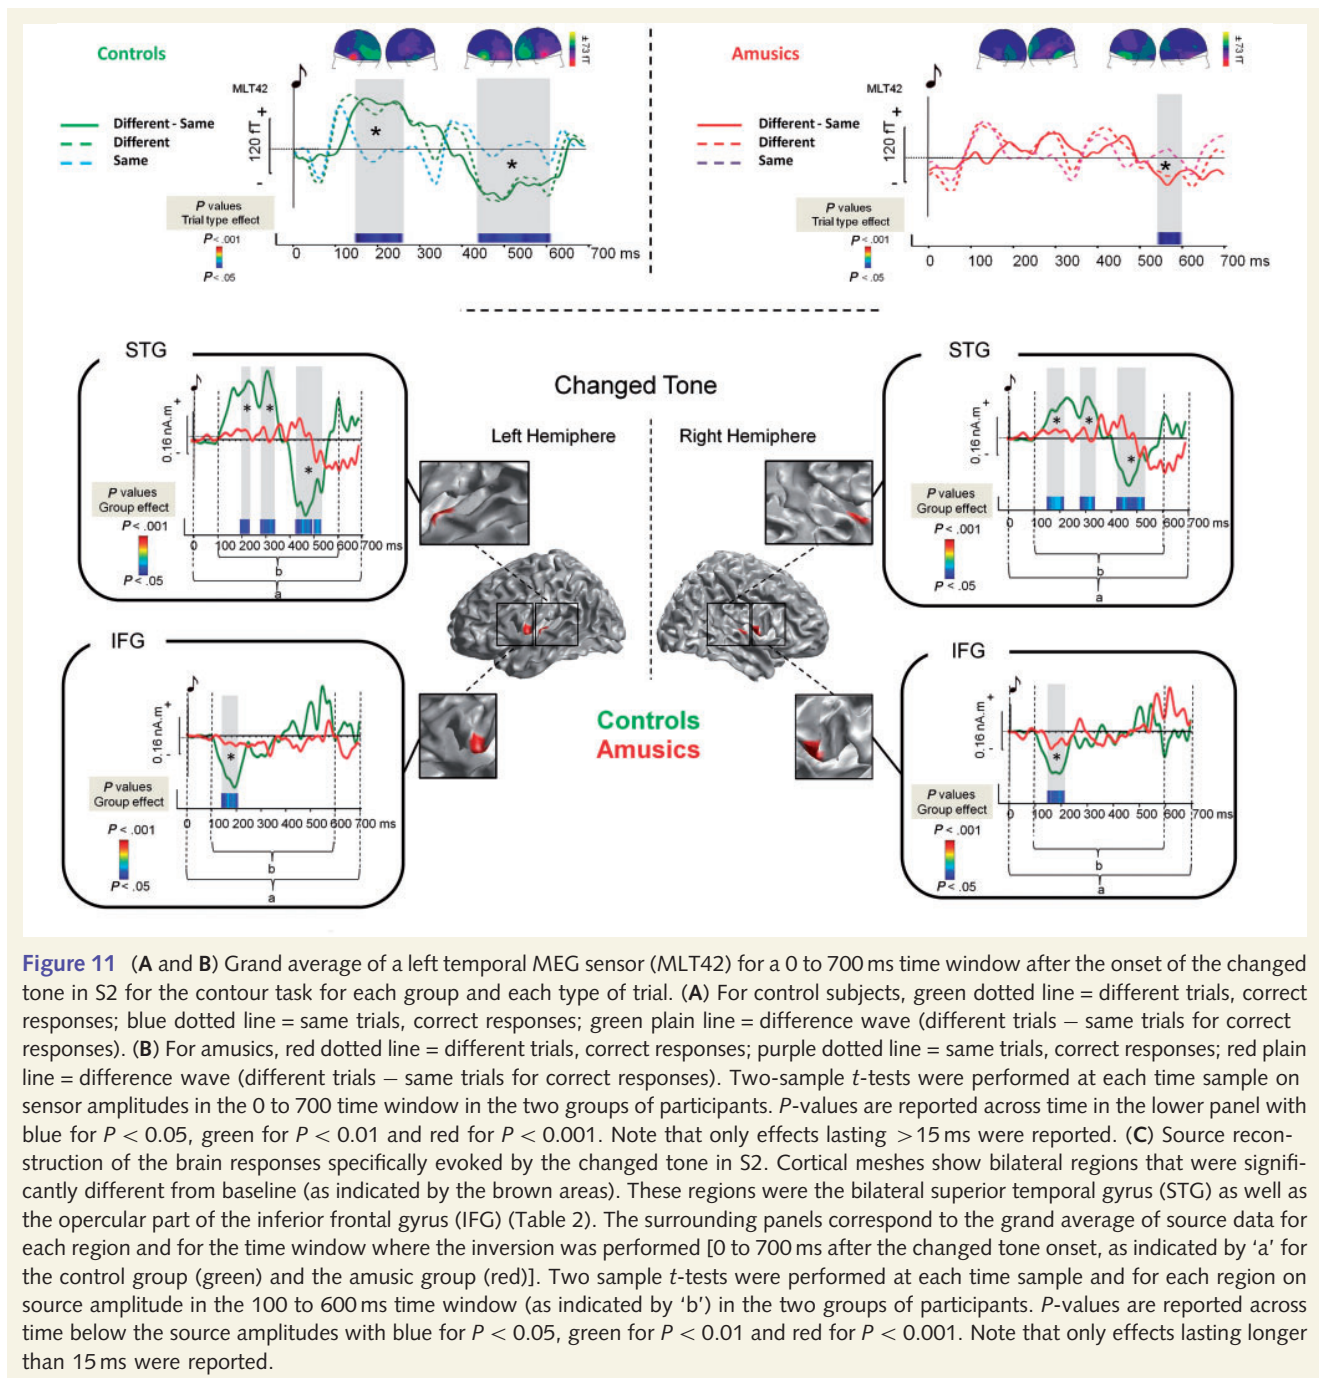 Controls
± 73 fT
MLT42
+
120 fT
-
Different - Same
Different
Same
*
*
P values
Trial type effect
P < .001
P < .05
0 100 200 300 400 500 600 700 ms
Amusics
± 73 fT
MLT42
+
120 fT
-
Different - Same
Different
Same
*
P values
Trial type effect
P < .001
P < .05
0 100 200 300 400 500 600 700 ms
STG
0,16 nA.m
+
-
* * *
P values
Group effect
P < .001
P < .05
0 100 200 300 400 500 600 700 ms
b
a
Changed Tone
Left Hemiphere
Right Hemiphere
STG
0,16 nA.m
+
-
* * *
P values
Group effect
P < .001
P < .05
0 100 200 300 400 500 600 700 ms
b
a
IFG
0,16 nA.m
+
-
*
P values
Group effect
P < .001
P < .05
0 100 200 300 400 500 600 700 ms
b
a
Controls
Amusics
IFG
0,16 nA.m
+
-
*
P values
Group effect
P < .001
P < .05
0 100 200 300 400 500 600 700 ms
b
a
Figure 11 (A and B) Grand average of a left temporal MEG sensor (MLT42) for a 0 to 700 ms time window after the onset of the changed
tone in S2 for the contour task for each group and each type of trial. (A) For control subjects, green dotted line = different trials, correct
responses; blue dotted line = same trials, correct responses; green plain line = difference wave (different trials − same trials for correct
responses). (B) For amusics, red dotted line = different trials, correct responses; purple dotted line = same trials, correct responses; red plain
line = difference wave (different trials − same trials for correct responses). Two-sample t-tests were performed at each time sample on
sensor amplitudes in the 0 to 700 time window in the two groups of participants. P-values are reported across time in the lower panel with
blue for P < 0.05, green for P < 0.01 and red for P < 0.001. Note that only effects lasting >15 ms were reported. (C) Source recon-
struction of the brain responses specifically evoked by the changed tone in S2. Cortical meshes show bilateral regions that were signifi-
cantly different from baseline (as indicated by the brown areas). These regions were the bilateral superior temporal gyrus (STG) as well as
the opercular part of the inferior frontal gyrus (IFG) (Table 2). The surrounding panels correspond to the grand average of source data for
each region and for the time window where the inversion was performed [0 to 700 ms after the changed tone onset, as indicated by ‘a’ for
the control group (green) and the amusic group (red)]. Two sample t-tests were performed at each time sample and for each region on
source amplitude in the 100 to 600 ms time window (as indicated by ‘b’) in the two groups of participants. P-values are reported across
time below the source amplitudes with blue for P < 0.05, green for P < 0.01 and red for P < 0.001. Note that only effects lasting longer
than 15 ms were reported.